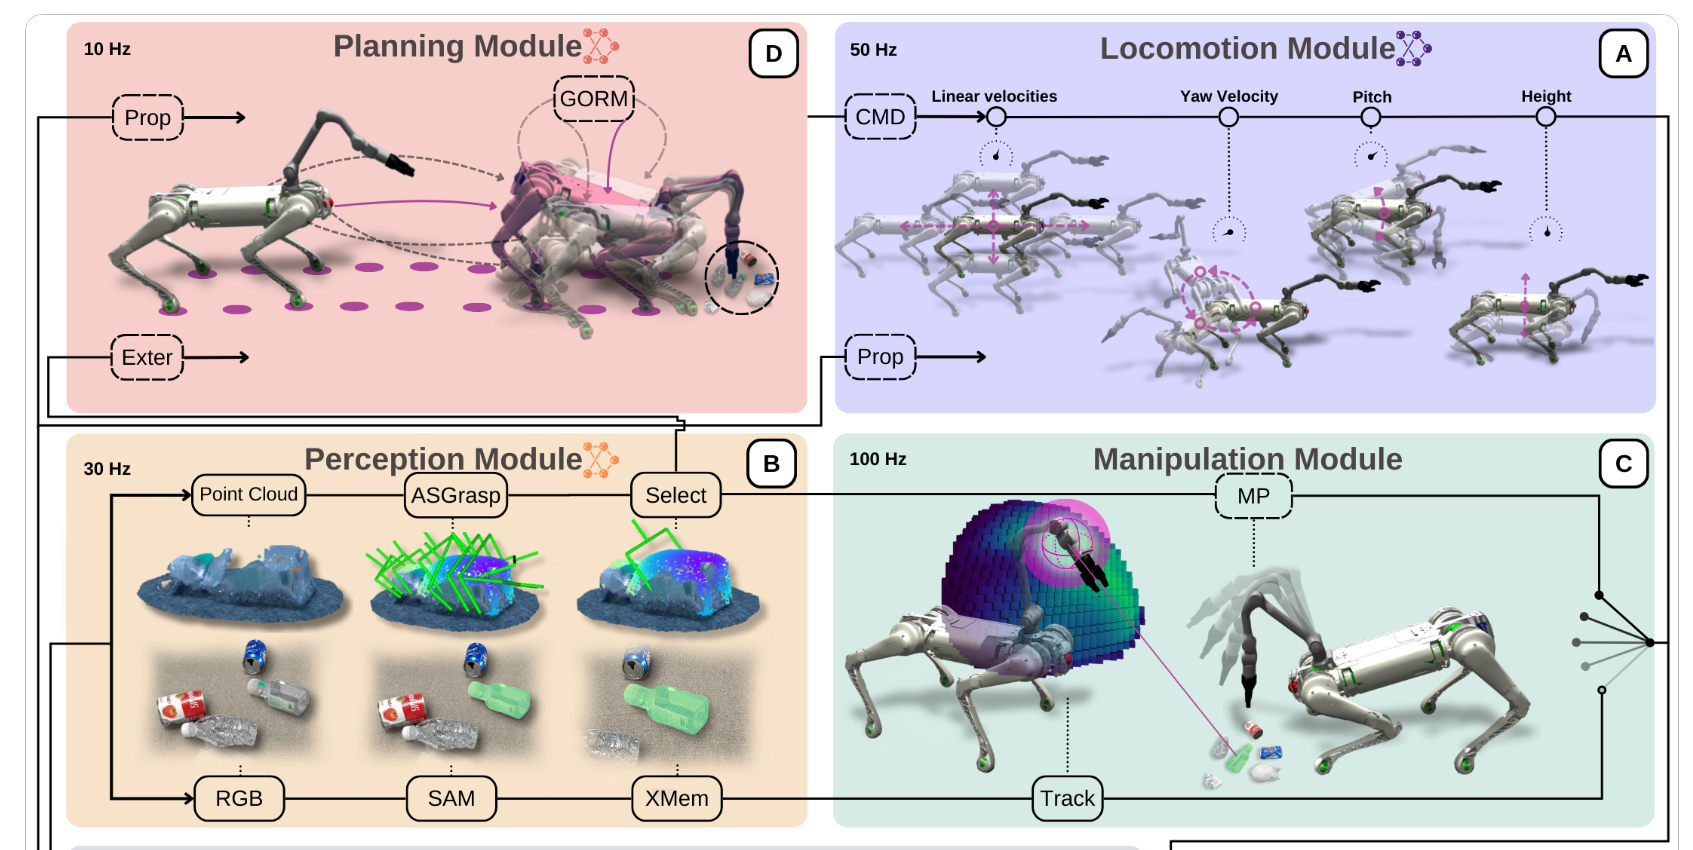 10 Hz
Planning Module
D
Prop
GORM
Exter
50 Hz
Locomotion Module
A
CMD
Linear velocities
Yaw Velocity
Pitch
Height
Prop
30 Hz
Perception Module
B
Point Cloud
ASGrasp
Select
RGB
SAM
XMem
100 Hz
Manipulation Module
C
MP
Track